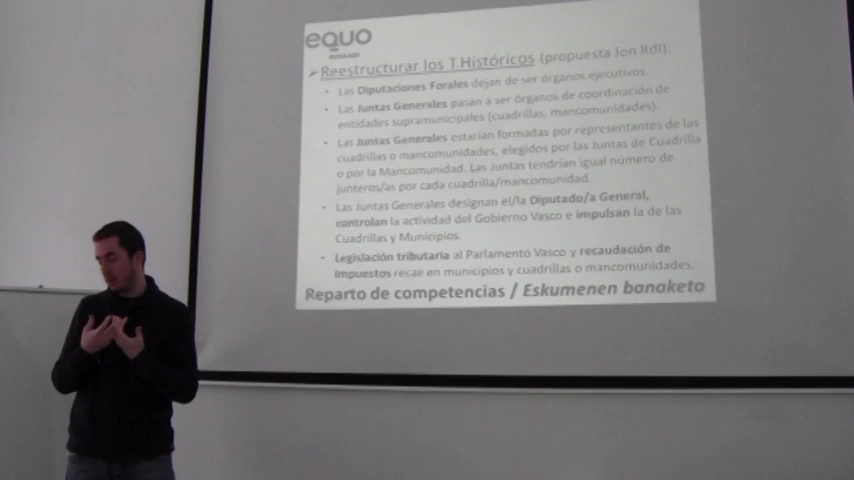 equo
Reestructurar los T.Históricos (propuesta Jon Rdl):
Las Diputaciones Forales dejan de ser órganos ejecutivos.
Las Juntas Generales pasan a ser órganos de coordinación de
entidades supramunicipales (cuadrillas, mancomunidades).
Las Juntas Generales estarían formadas por representantes de las
cuadrillas o mancomunidades, elegidos por las Juntas de Cuadrilla
o por la Mancomunidad. Las Juntas tendrían igual número de
junteros/as por cada cuadrilla/mancomunidad.
Las Juntas Generales designan el/la Diputado/a General,
controlan la actividad del Gobierno Vasco e impulsan la de las
Cuadrillas y Municipios.
Legislación tributaria al Parlamento Vasco y recaudación de
impuestos recae en municipios y cuadrillas o mancomunidades.
Reparto de competencias / Eskumenen banaketa